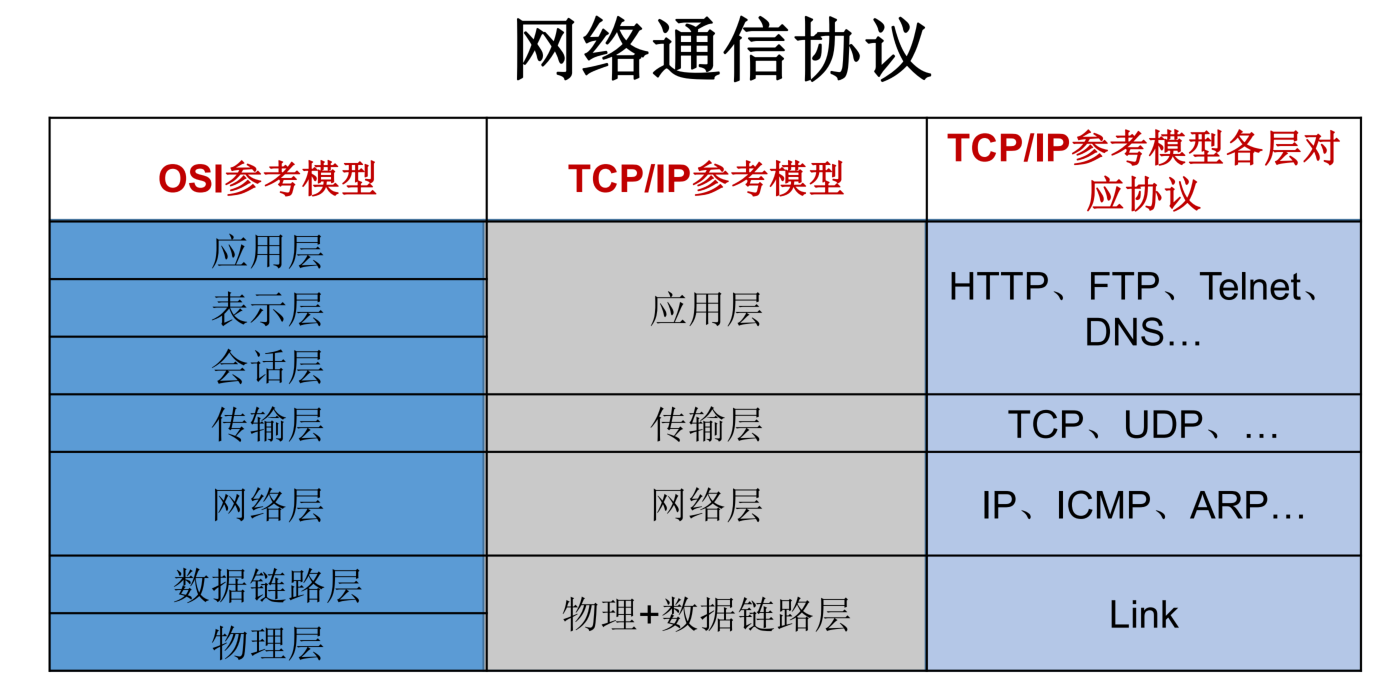 网络通信协议
OSI参考模型
TCP/IP参考模型
TCP/IP参考模型各层对
应协议
应用层
表示层
会话层
应用层
HTTP、FTP、Telnet、
DNS…
传输层
传输层
TCP、UDP、…
网络层
网络层
IP、ICMP、ARP…
数据链路层
物理层
物理+数据链路层
Link